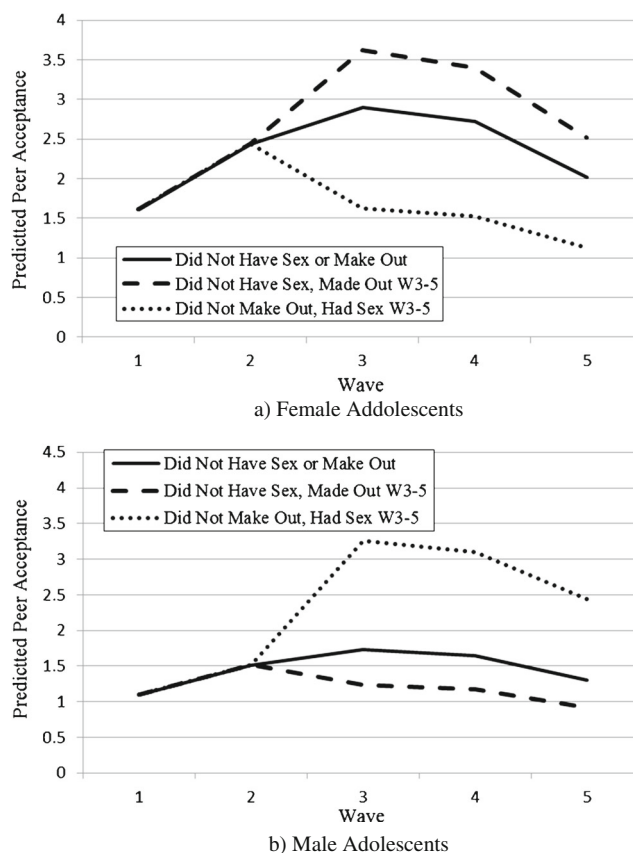 4
3.5
3
2.5
2
1.5
1
0.5
0
Predictted Peer Acceptance
Did Not Have Sex or Make Out
Did Not Have Sex, Made Out W3-5
Did Not Make Out, Had Sex W3-5
1 2 3 4 5
Wave
a) Female Addolescents
4.5
4
3.5
3
2.5
2
1.5
1
0.5
0
Predictted Peer Acceptance
Did Not Have Sex or Make Out
Did Not Have Sex, Made Out W3-5
Did Not Make Out, Had Sex W3-5
1 2 3 4 5
Wave
b) Male Adolescents